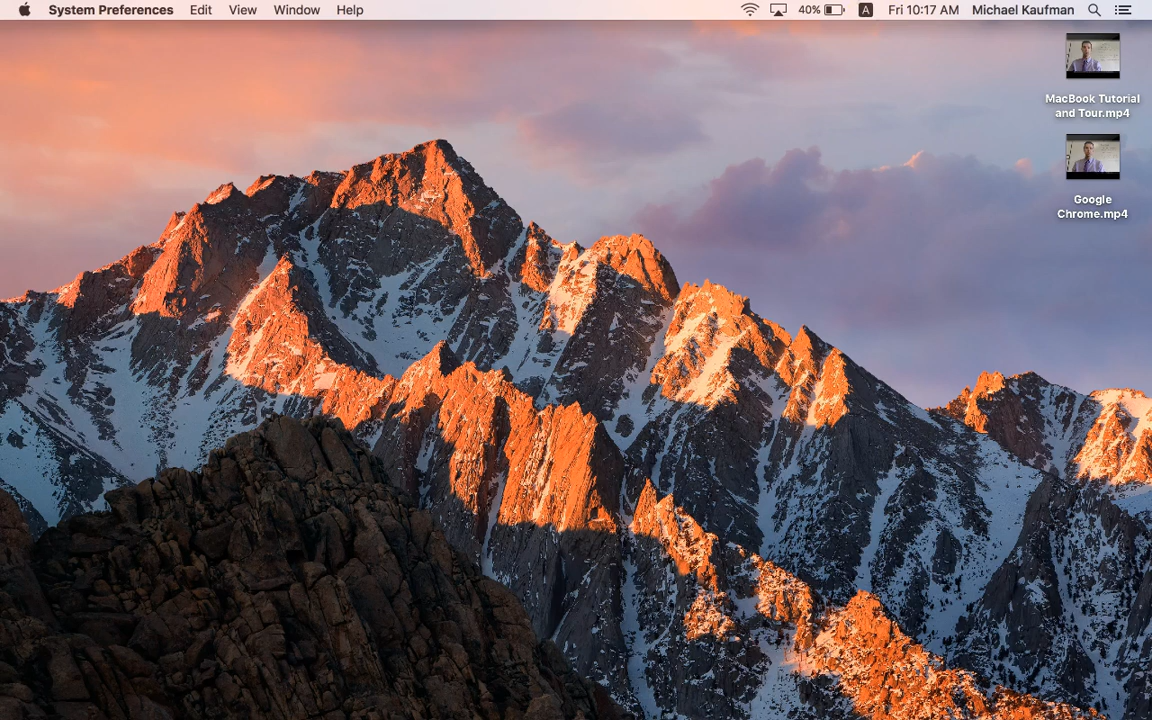 System Preferences Edit View Window Help 40% A Fri 10:17 AM Michael Kaufman
MacBook Tutorial
and Tour.mp4
Google
Chrome.mp4